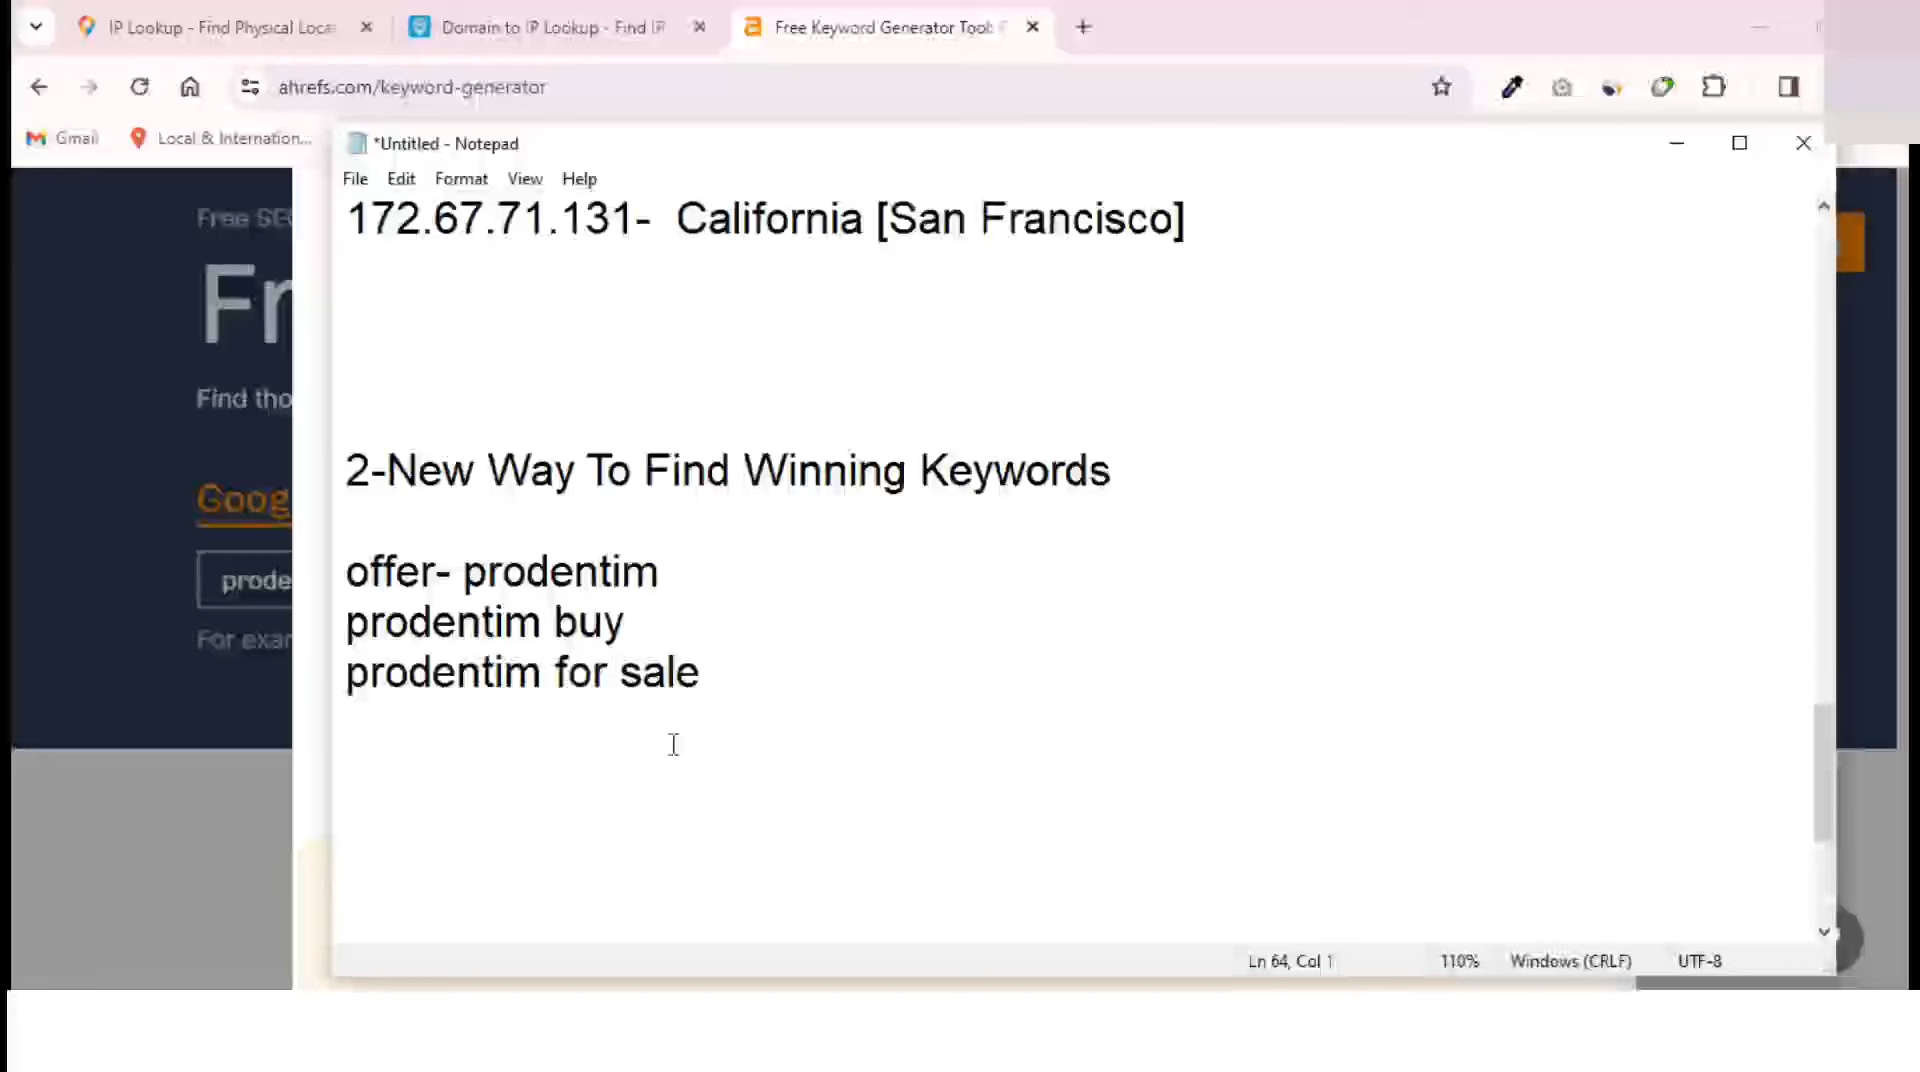 IP Lookup - Find Physical Loca
Domain to IP Lookup - Find IP
Free Keyword Generator Tool:
ahrefs.com/keyword-generator
Gmail
Local & Internation...
*Untitled - Notepad
File Edit Format View Help
172.67.71.131- California [San Francisco]
2-New Way To Find Winning Keywords
offer- prodentim
prodentim buy
prodentim for sale
Free SEO
Fr
Find tho
Goog
prode
For exar
Ln 64, Col 1
110%
Windows (CRLF)
UTF-8